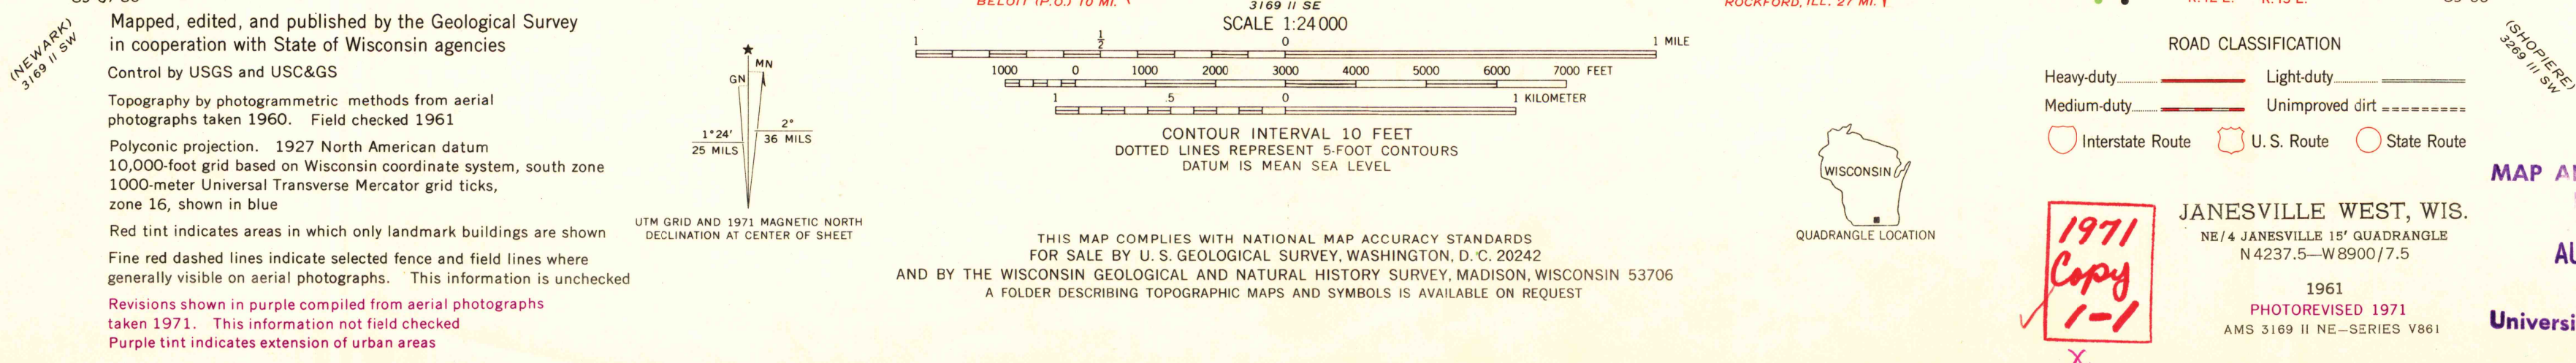 (NEWARK)
3169 II SW
Mapped, edited, and published by the Geological Survey
in cooperation with State of Wisconsin agencies
Control by USGS and USC&GS
Topography by photogrammetric methods from aerial
photographs taken 1960. Field checked 1961
Polyconic projection. 1927 North American datum
10,000-foot grid based on Wisconsin coordinate system, south zone
1000-meter Universal Transverse Mercator grid ticks,
zone 16, shown in blue
Red tint indicates areas in which only landmark buildings are shown
Fine red dashed lines indicate selected fence and field lines where
generally visible on aerial photographs. This information is unchecked
Revisions shown in purple compiled from aerial photographs
taken 1971. This information not field checked
Purple tint indicates extension of urban areas
MN
GN
1°24′
25 MILS
2°
36 MILS
UTM GRID AND 1971 MAGNETIC NORTH
DECLINATION AT CENTER OF SHEET
BELOIT (P.O.) 10 MI.
3169 II SE
ROCKFORD, ILL. 27 MI.
SCALE 1:24 000
1 ½ 0 1 MILE
1000 0 1000 2000 3000 4000 5000 6000 7000 FEET
1 .5 0 1 KILOMETER
CONTOUR INTERVAL 10 FEET
DOTTED LINES REPRESENT 5-FOOT CONTOURS
DATUM IS MEAN SEA LEVEL
THIS MAP COMPLIES WITH NATIONAL MAP ACCURACY STANDARDS
FOR SALE BY U. S. GEOLOGICAL SURVEY, WASHINGTON, D. C. 20242
AND BY THE WISCONSIN GEOLOGICAL AND NATURAL HISTORY SURVEY, MADISON, WISCONSIN 53706
A FOLDER DESCRIBING TOPOGRAPHIC MAPS AND SYMBOLS IS AVAILABLE ON REQUEST
WISCONSIN
QUADRANGLE LOCATION
ROAD CLASSIFICATION
Heavy-duty Light-duty
Medium-duty Unimproved dirt
Interstate Route U. S. Route State Route
(SHOPIERE)
3269 III SW
1971
Copy
1-1
JANESVILLE WEST, WIS.
NE/4 JANESVILLE 15′ QUADRANGLE
N 4237.5—W 8900/7.5
1961
PHOTOREVISED 1971
AMS 3169 II NE—SERIES V861
MAP
Universi